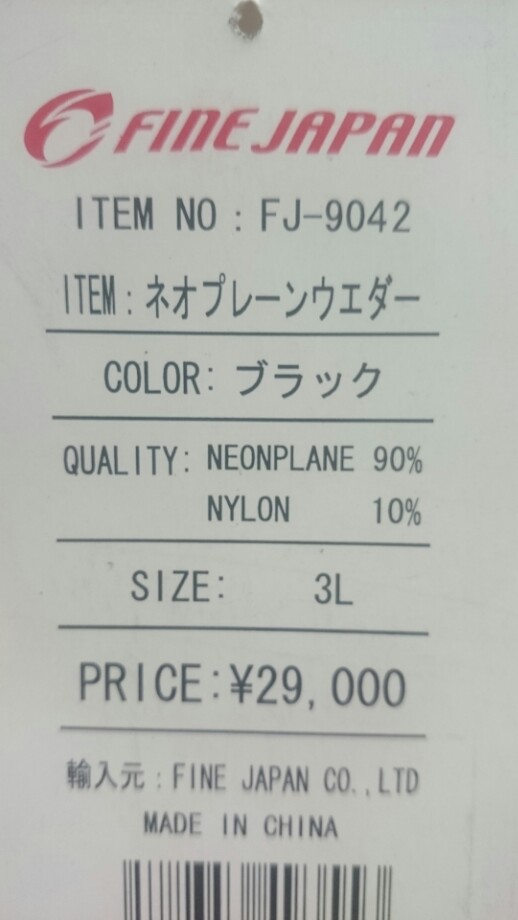 FINE JAPAN
ITEM NO : FJ-9042
ITEM : ネオプレーンウエダー
COLOR: ブラック
QUALITY: NEONPLANE 90%
NYLON 10%
SIZE: 3L
PRICE:¥29,000
輸入元 : FINE JAPAN CO.,LTD
MADE IN CHINA